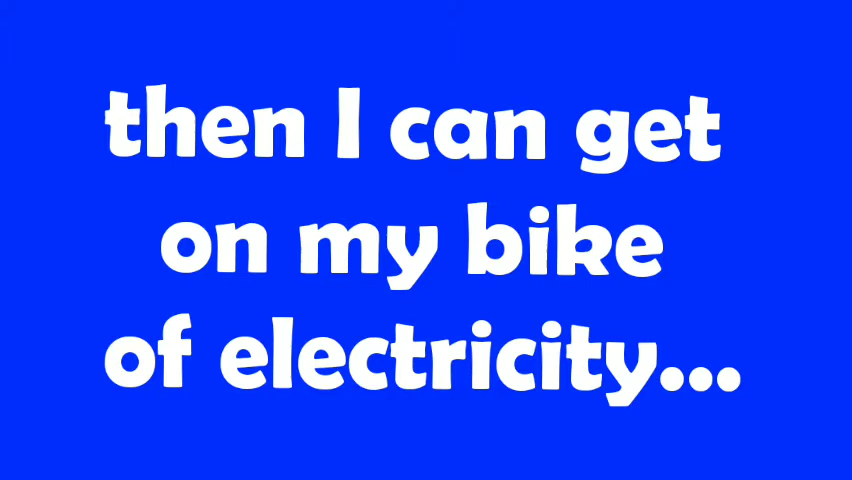 then I can get
on my bike
of electricity...